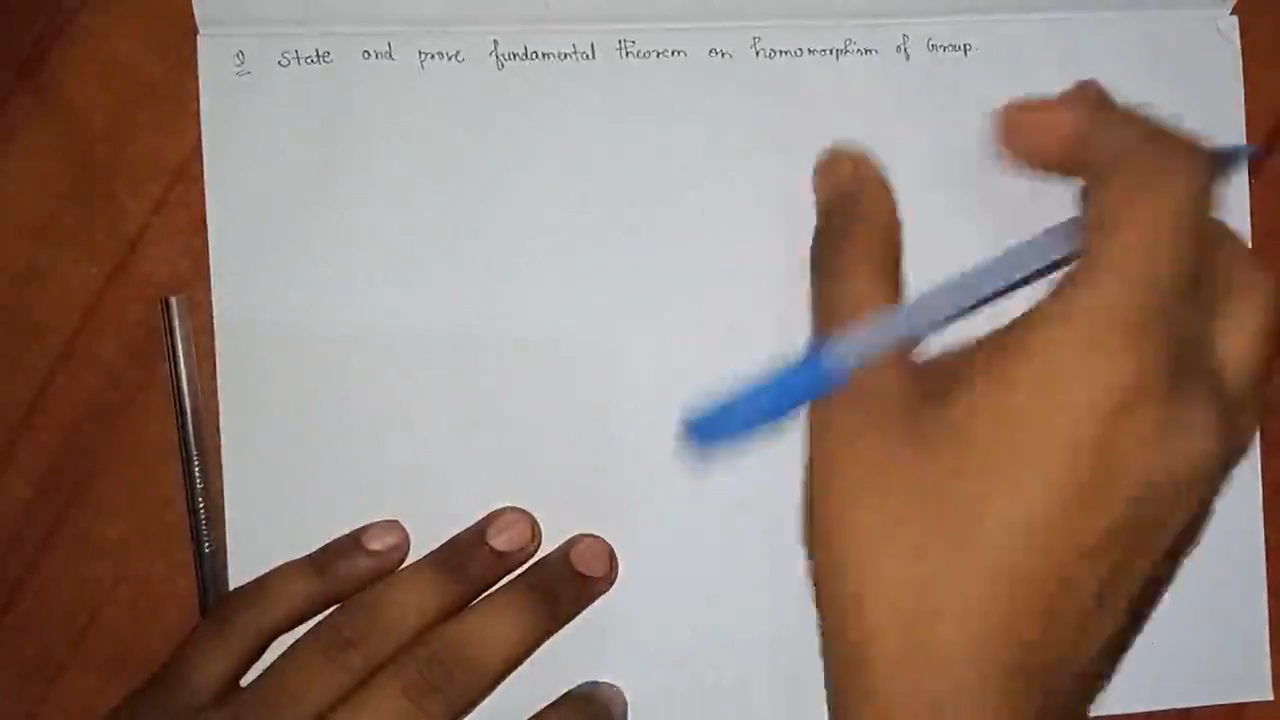 Q State and prove fundamental theorem on homomorphism of Group.